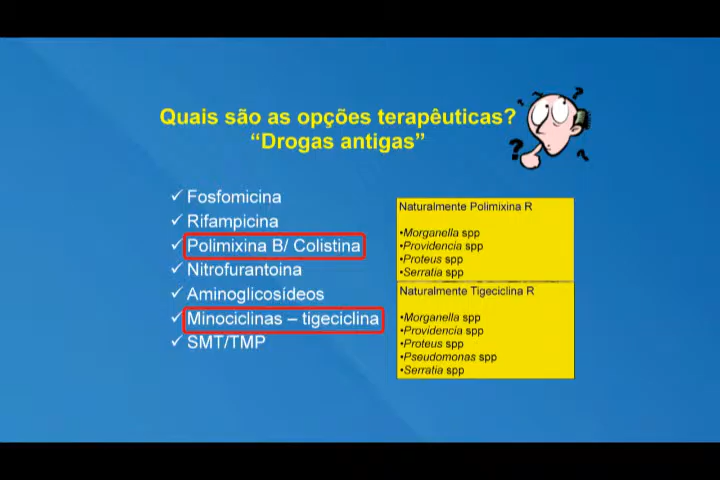 Quais são as opções terapêuticas?
“Drogas antigas”
✓ Fosfomicina
✓ Rifampicina
✓ Polimixina B/ Colistina
✓ Nitrofurantoina
✓ Aminoglicosídeos
✓ Minociclinas – tigeciclina
✓ SMT/TMP
Naturalmente Polimixina R
•Morganella spp
•Providencia spp
•Proteus spp
•Serratia spp
Naturalmente Tigeciclina R
•Morganella spp
•Providencia spp
•Proteus spp
•Pseudomonas spp
•Serratia spp